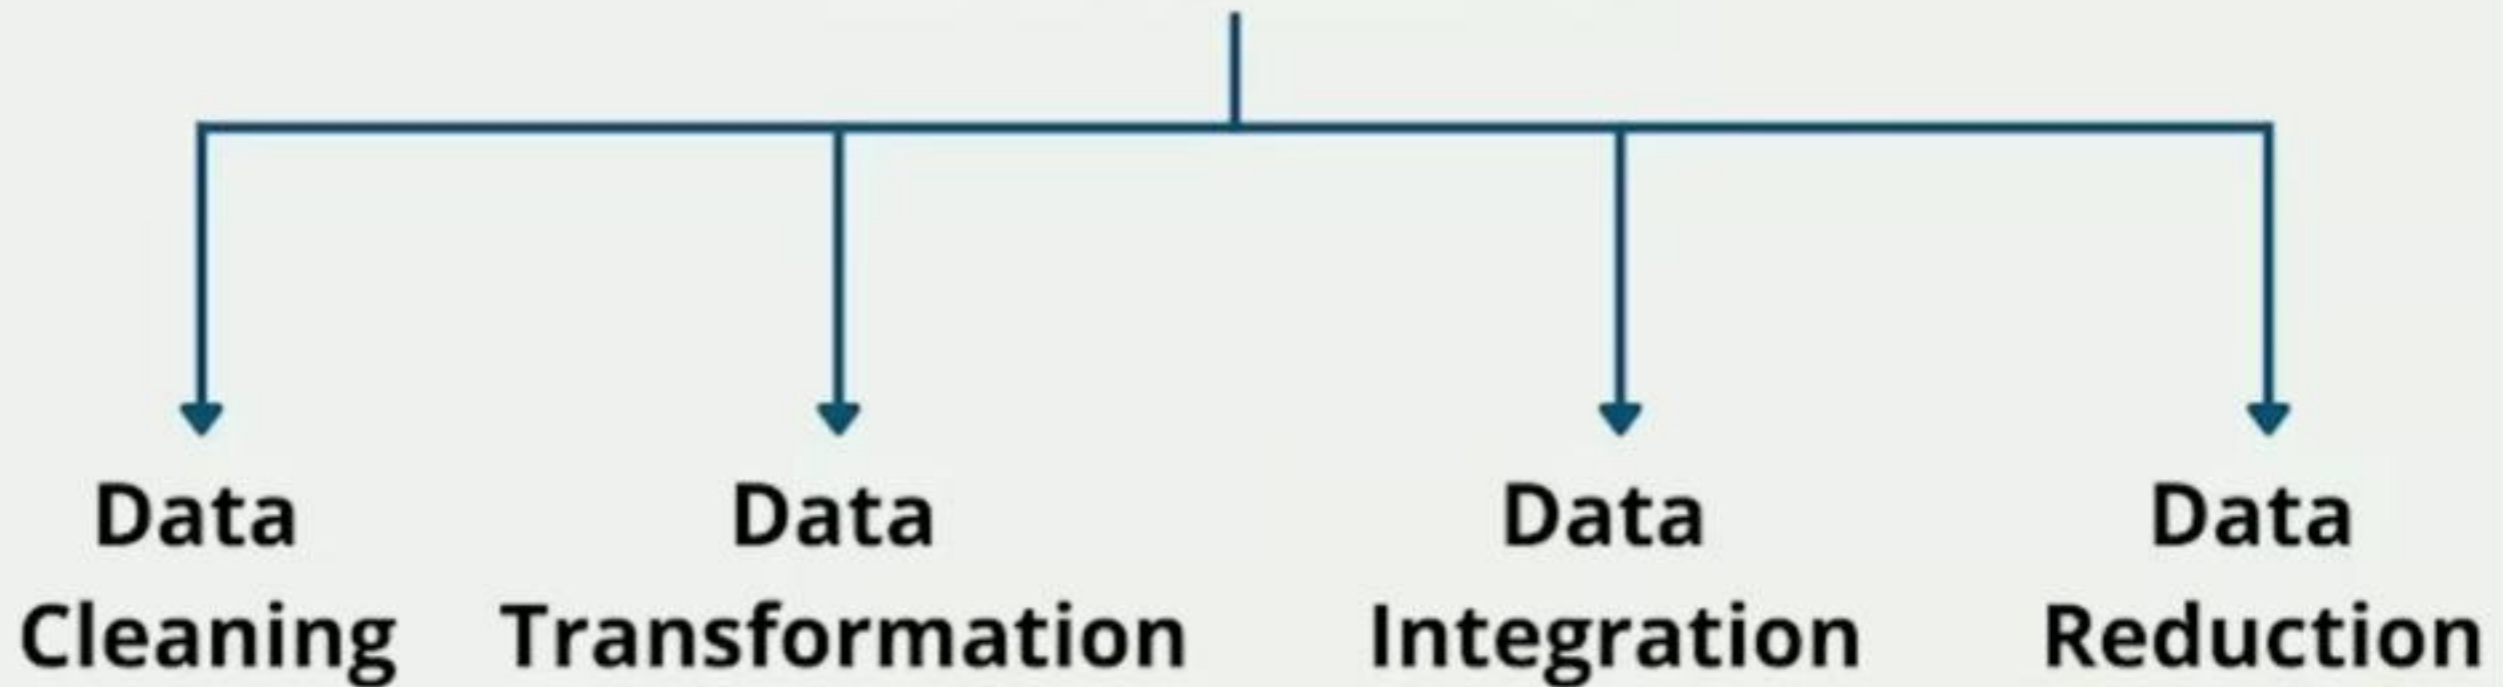 Data
Cleaning
Data
Transformation
Data
Integration
Data
Reduction